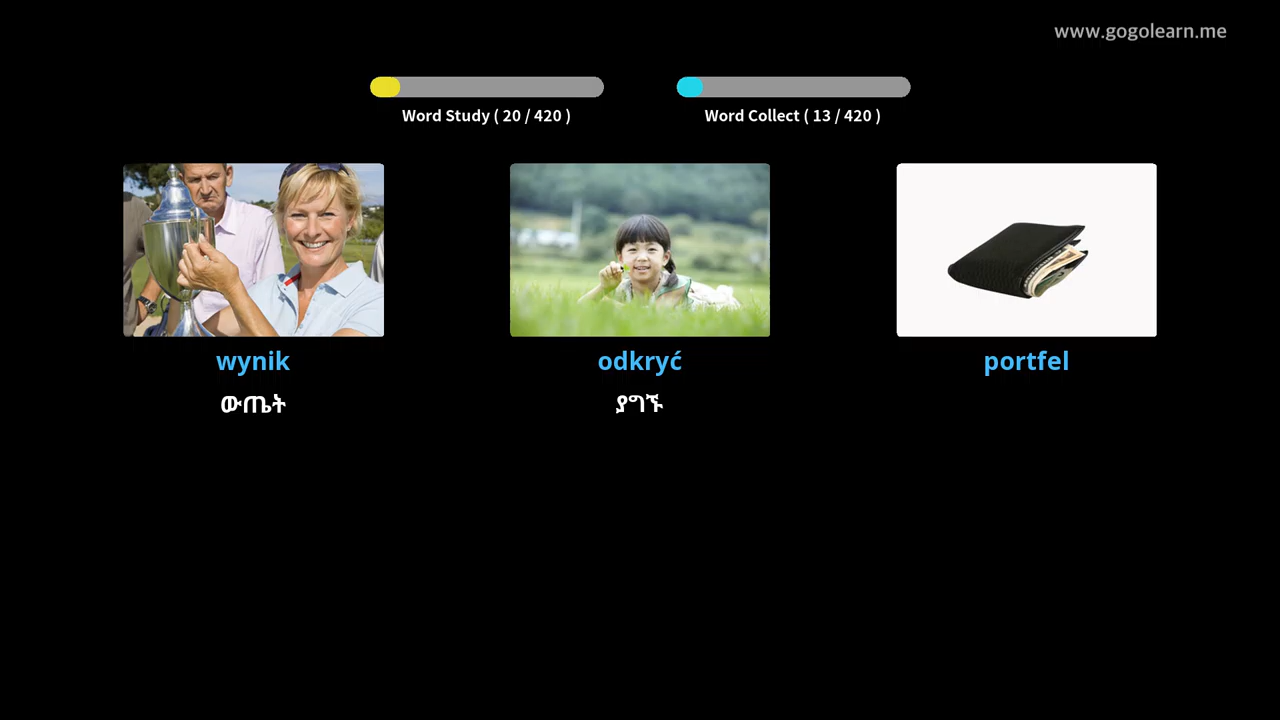 www.gogolearn.me
Word Study ( 20 / 420 )
Word Collect ( 13 / 420 )
wynik
odkryć
portfel
ውጤት
ያግኙ